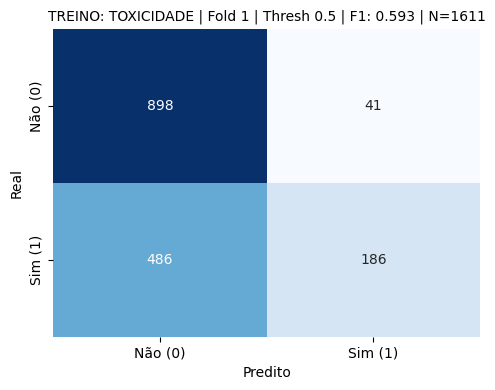 TREINO: TOXICIDADE | Fold 1 | Thresh 0.5 | F1: 0.593 | N=1611
Não (0)
898
41
Real
Sim (1)
486
186
Não (0)
Sim (1)
Predito